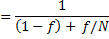 = 1 / ((1 − f) + f/N)